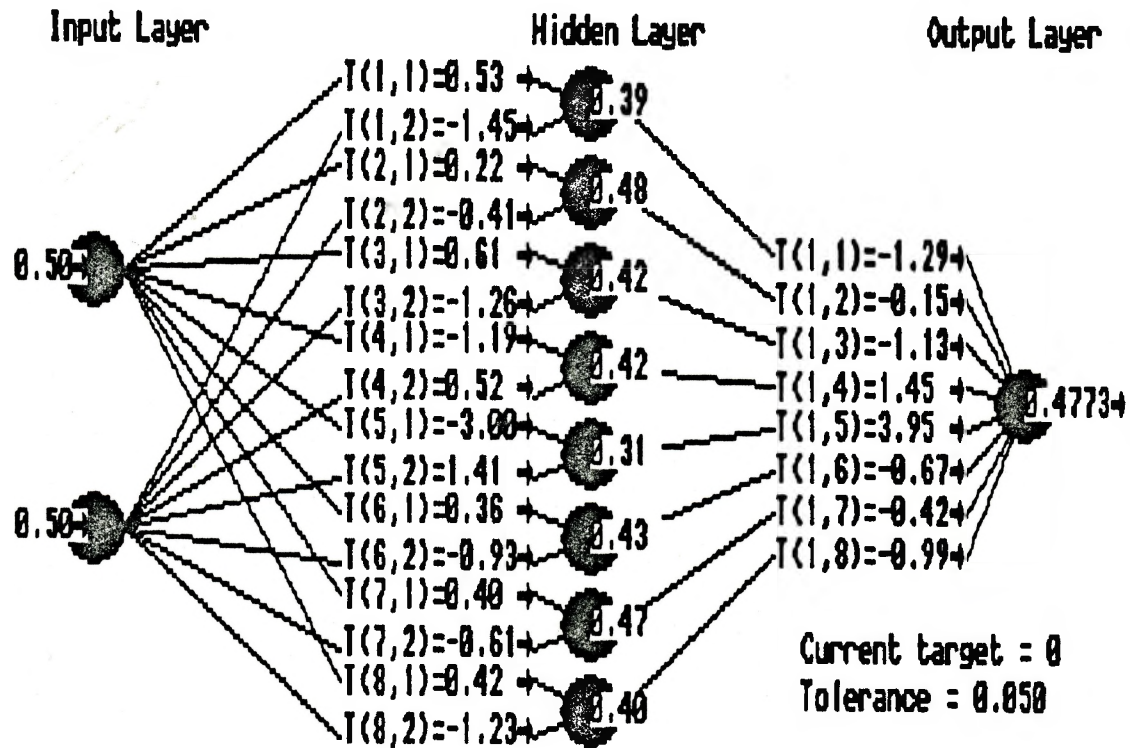 Input Layer
Hidden Layer
Output Layer
0.50
0.50
T(1,1)=0.53
T(1,2)=-1.45
T(2,1)=0.22
T(2,2)=-0.41
T(3,1)=0.61
T(3,2)=-1.26
T(4,1)=-1.19
T(4,2)=0.52
T(5,1)=-3.00
T(5,2)=1.41
T(6,1)=0.36
T(6,2)=-0.93
T(7,1)=0.40
T(7,2)=-0.61
T(8,1)=0.42
T(8,2)=-1.23
0.39
0.48
0.42
0.42
0.31
0.43
0.47
0.40
T(1,1)=-1.29
T(1,2)=-0.15
T(1,3)=-1.13
T(1,4)=1.45
T(1,5)=3.95
T(1,6)=-0.67
T(1,7)=-0.42
T(1,8)=-0.99
0.4773
Current target = 0
Tolerance = 0.050